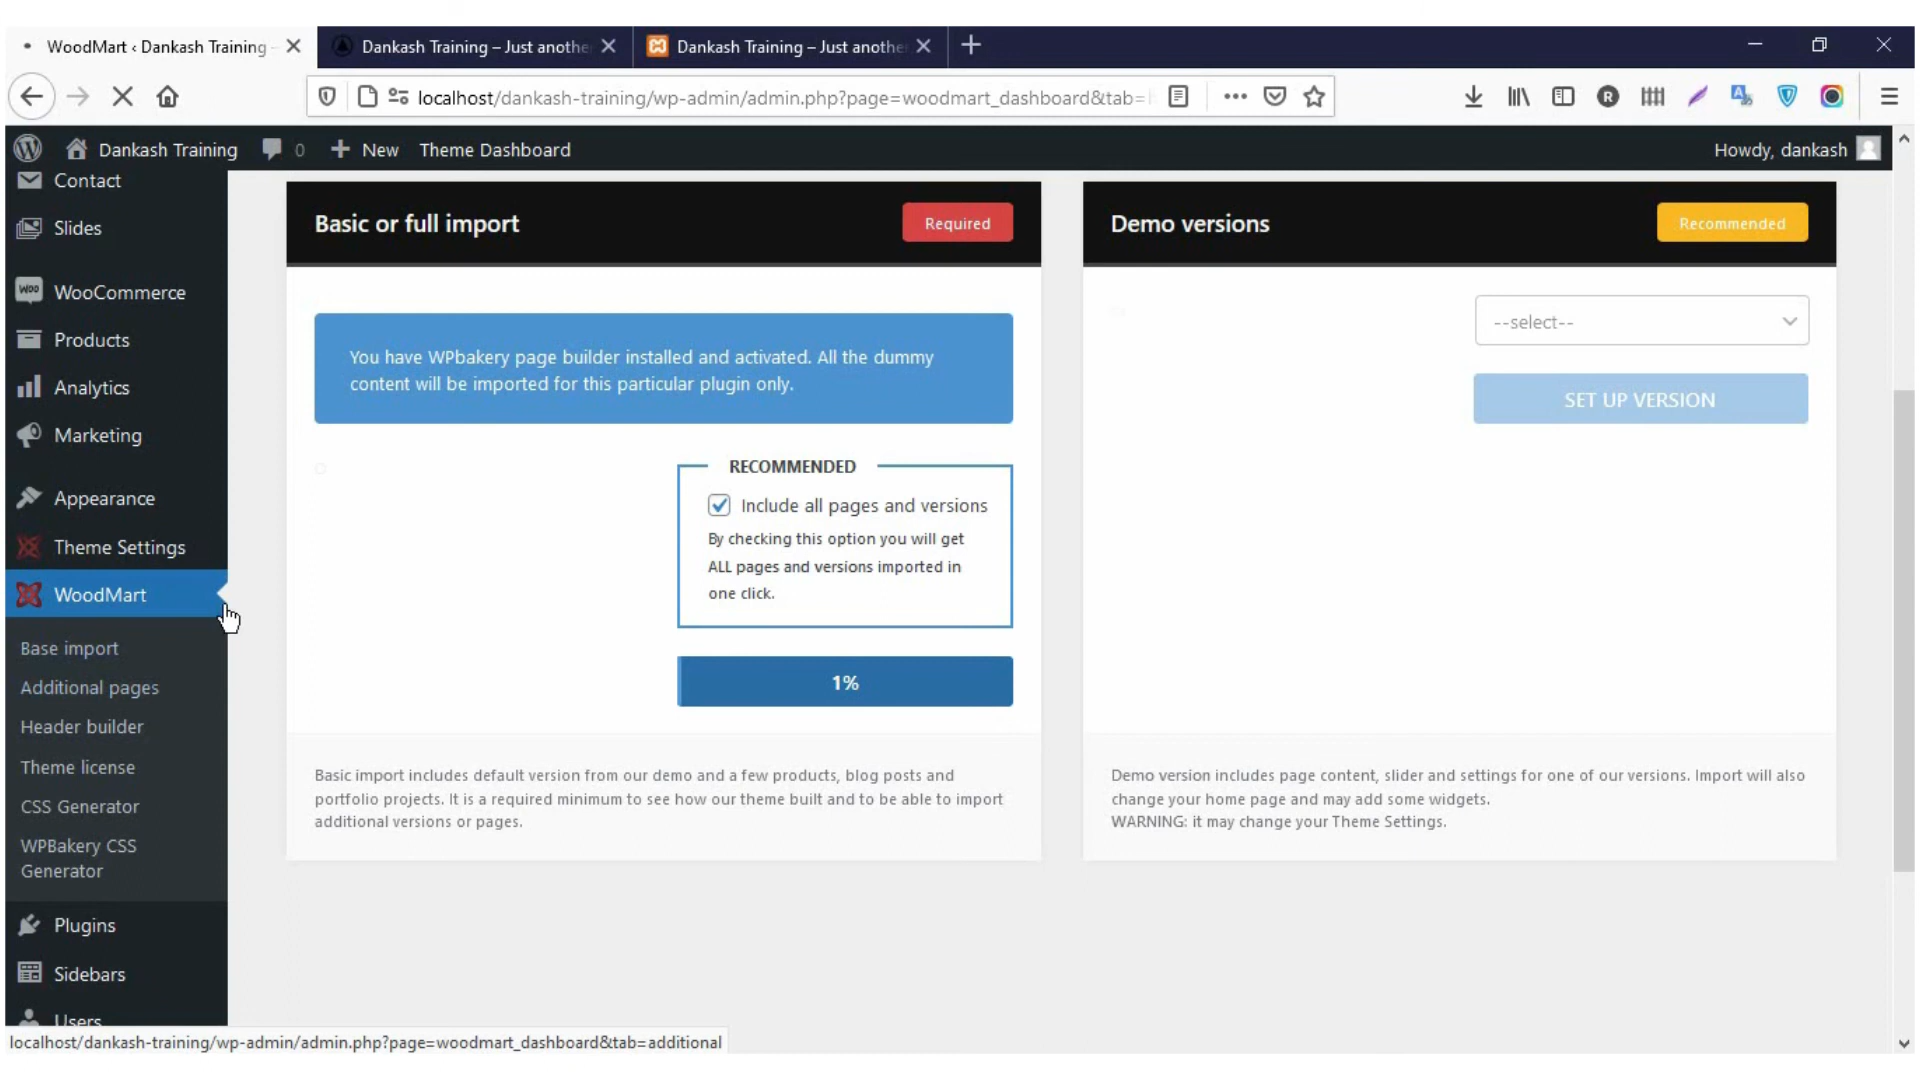 WoodMart ‹ Dankash Training –
Dankash Training – Just anothe
Dankash Training – Just anothe
localhost/dankash-training/wp-admin/admin.php?page=woodmart_dashboard&tab=
Dankash Training
0
New
Theme Dashboard
Howdy, dankash
Contact
Slides
WooCommerce
Products
Analytics
Marketing
Appearance
Theme Settings
WoodMart
Base import
Additional pages
Header builder
Theme license
CSS Generator
WPBakery CSS
Generator
Plugins
Sidebars
Users
Basic or full import
Required
You have WPbakery page builder installed and activated. All the dummy
content will be imported for this particular plugin only.
RECOMMENDED
Include all pages and versions
By checking this option you will get
ALL pages and versions imported in
one click.
1%
Basic import includes default version from our demo and a few products, blog posts and
portfolio projects. It is a required minimum to see how our theme built and to be able to import
additional versions or pages.
Demo versions
Recommended
--select--
SET UP VERSION
Demo version includes page content, slider and settings for one of our versions. Import will also
change your home page and may add some widgets.
WARNING: it may change your Theme Settings.
localhost/dankash-training/wp-admin/admin.php?page=woodmart_dashboard&tab=additional